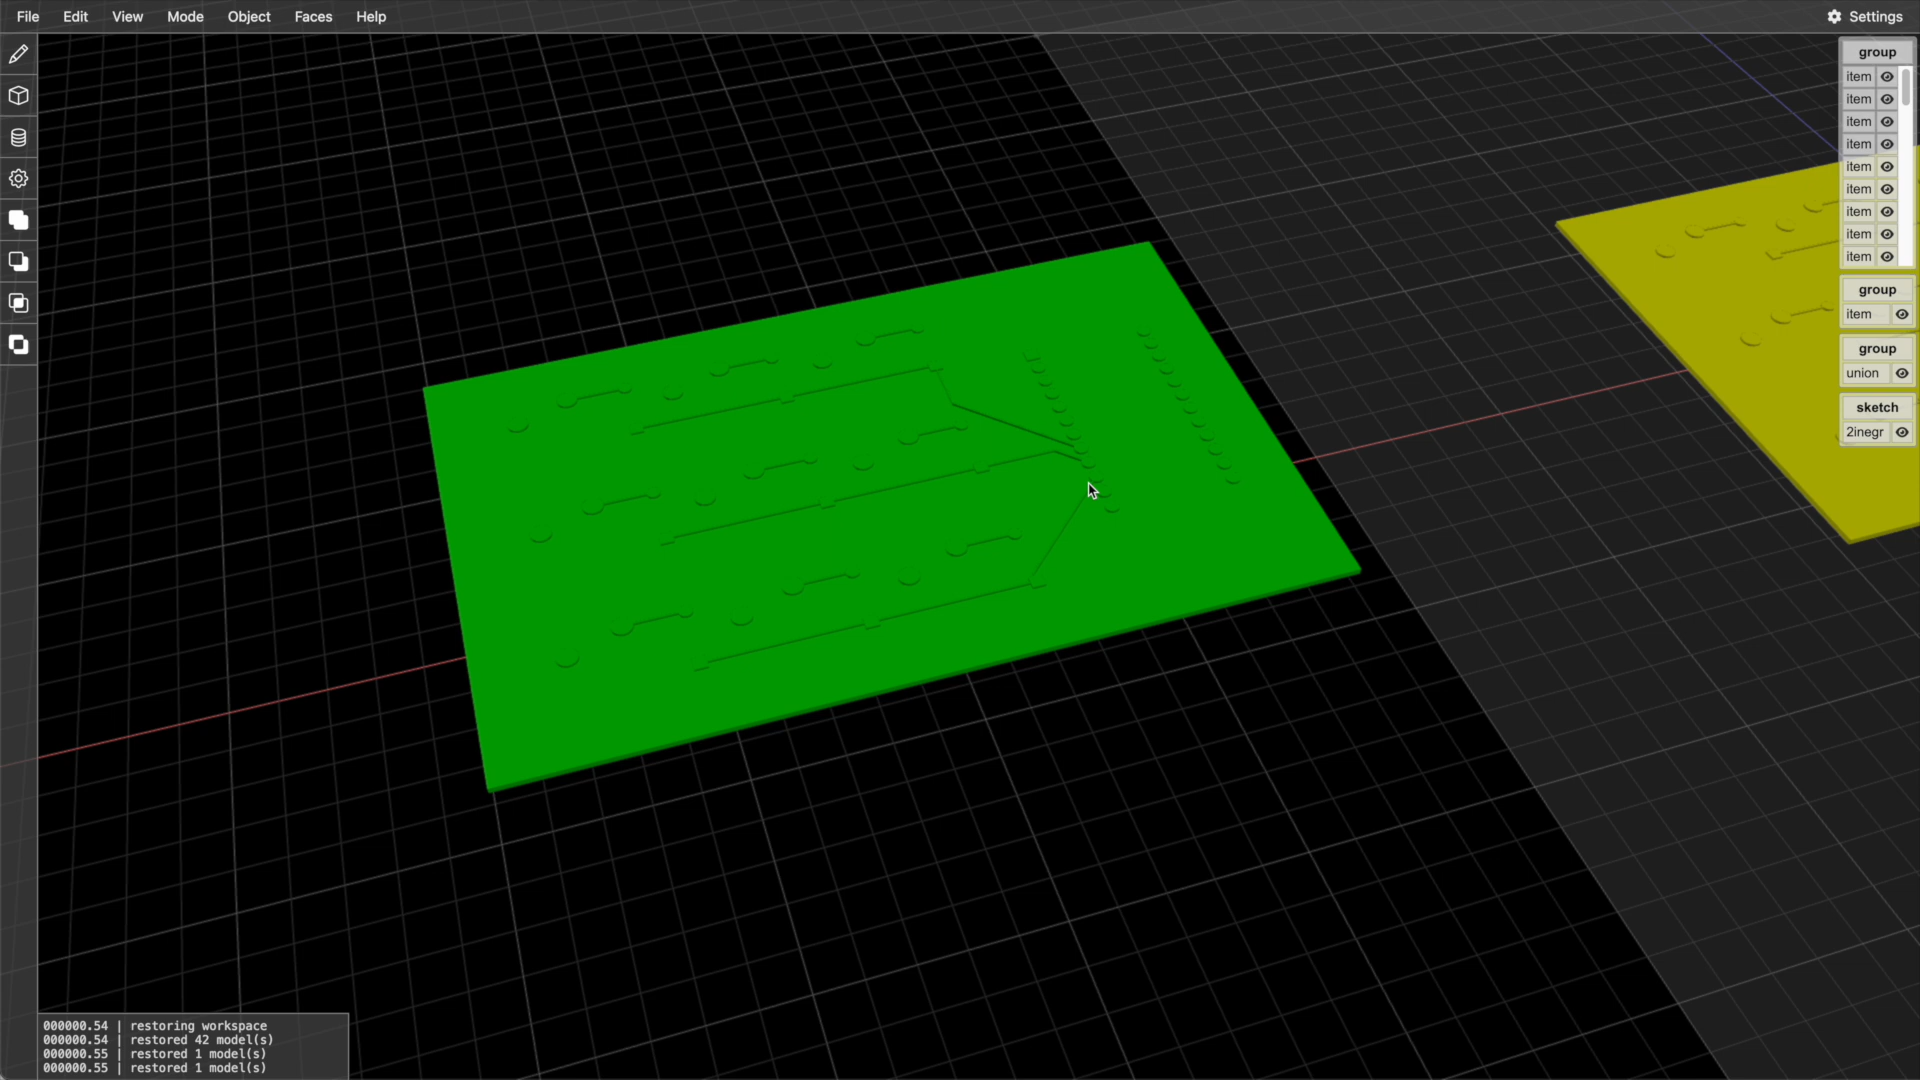 File Edit View Mode Object Faces Help Settings
group
item
item
item
item
item
item
item
item
item
group
item
group
union
sketch
2inegr
000000.54 | restoring workspace
000000.54 | restored 42 model(s)
000000.55 | restored 1 model(s)
000000.55 | restored 1 model(s)